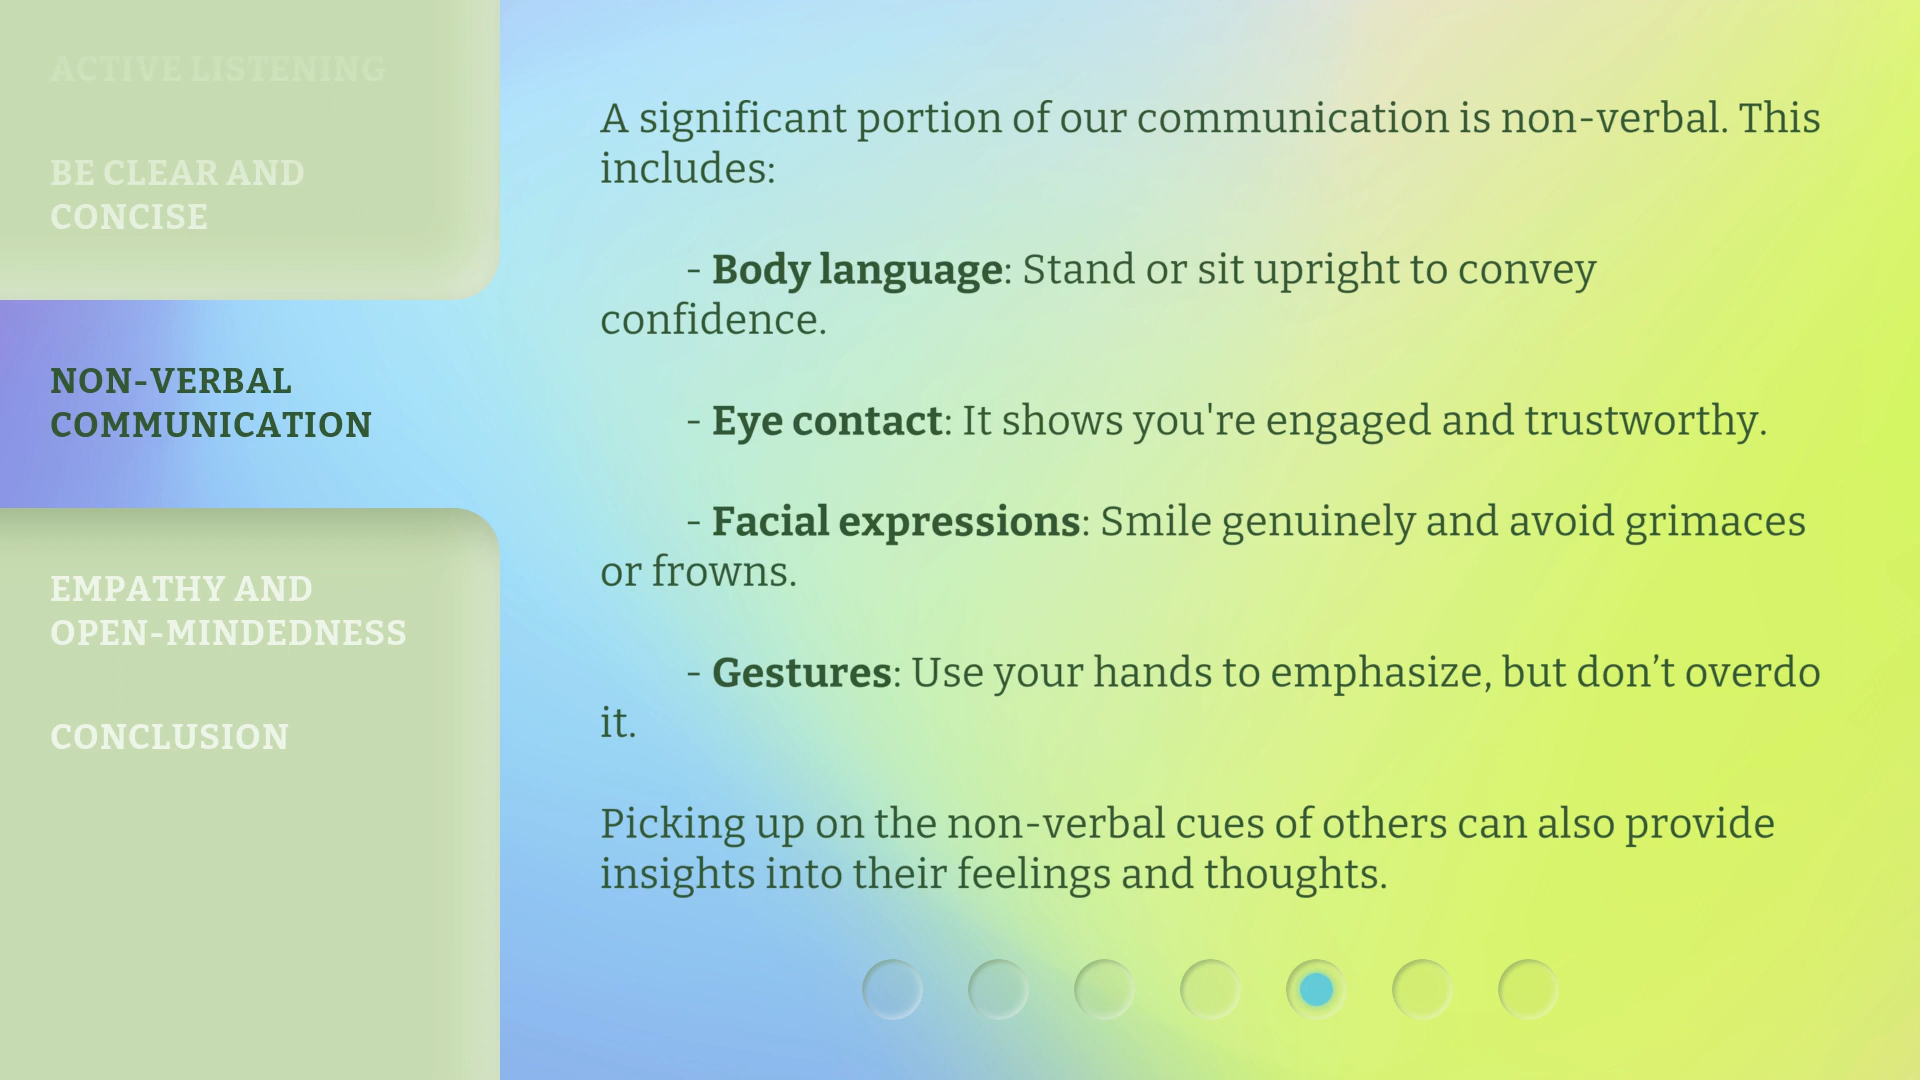 ACTIVE LISTENING
BE CLEAR AND
CONCISE
NON-VERBAL
COMMUNICATION
EMPATHY AND
OPEN-MINDEDNESS
CONCLUSION
A significant portion of our communication is non-verbal. This
includes:
- Body language: Stand or sit upright to convey
confidence.
- Eye contact: It shows you're engaged and trustworthy.
- Facial expressions: Smile genuinely and avoid grimaces
or frowns.
- Gestures: Use your hands to emphasize, but don’t overdo
it.
Picking up on the non-verbal cues of others can also provide
insights into their feelings and thoughts.